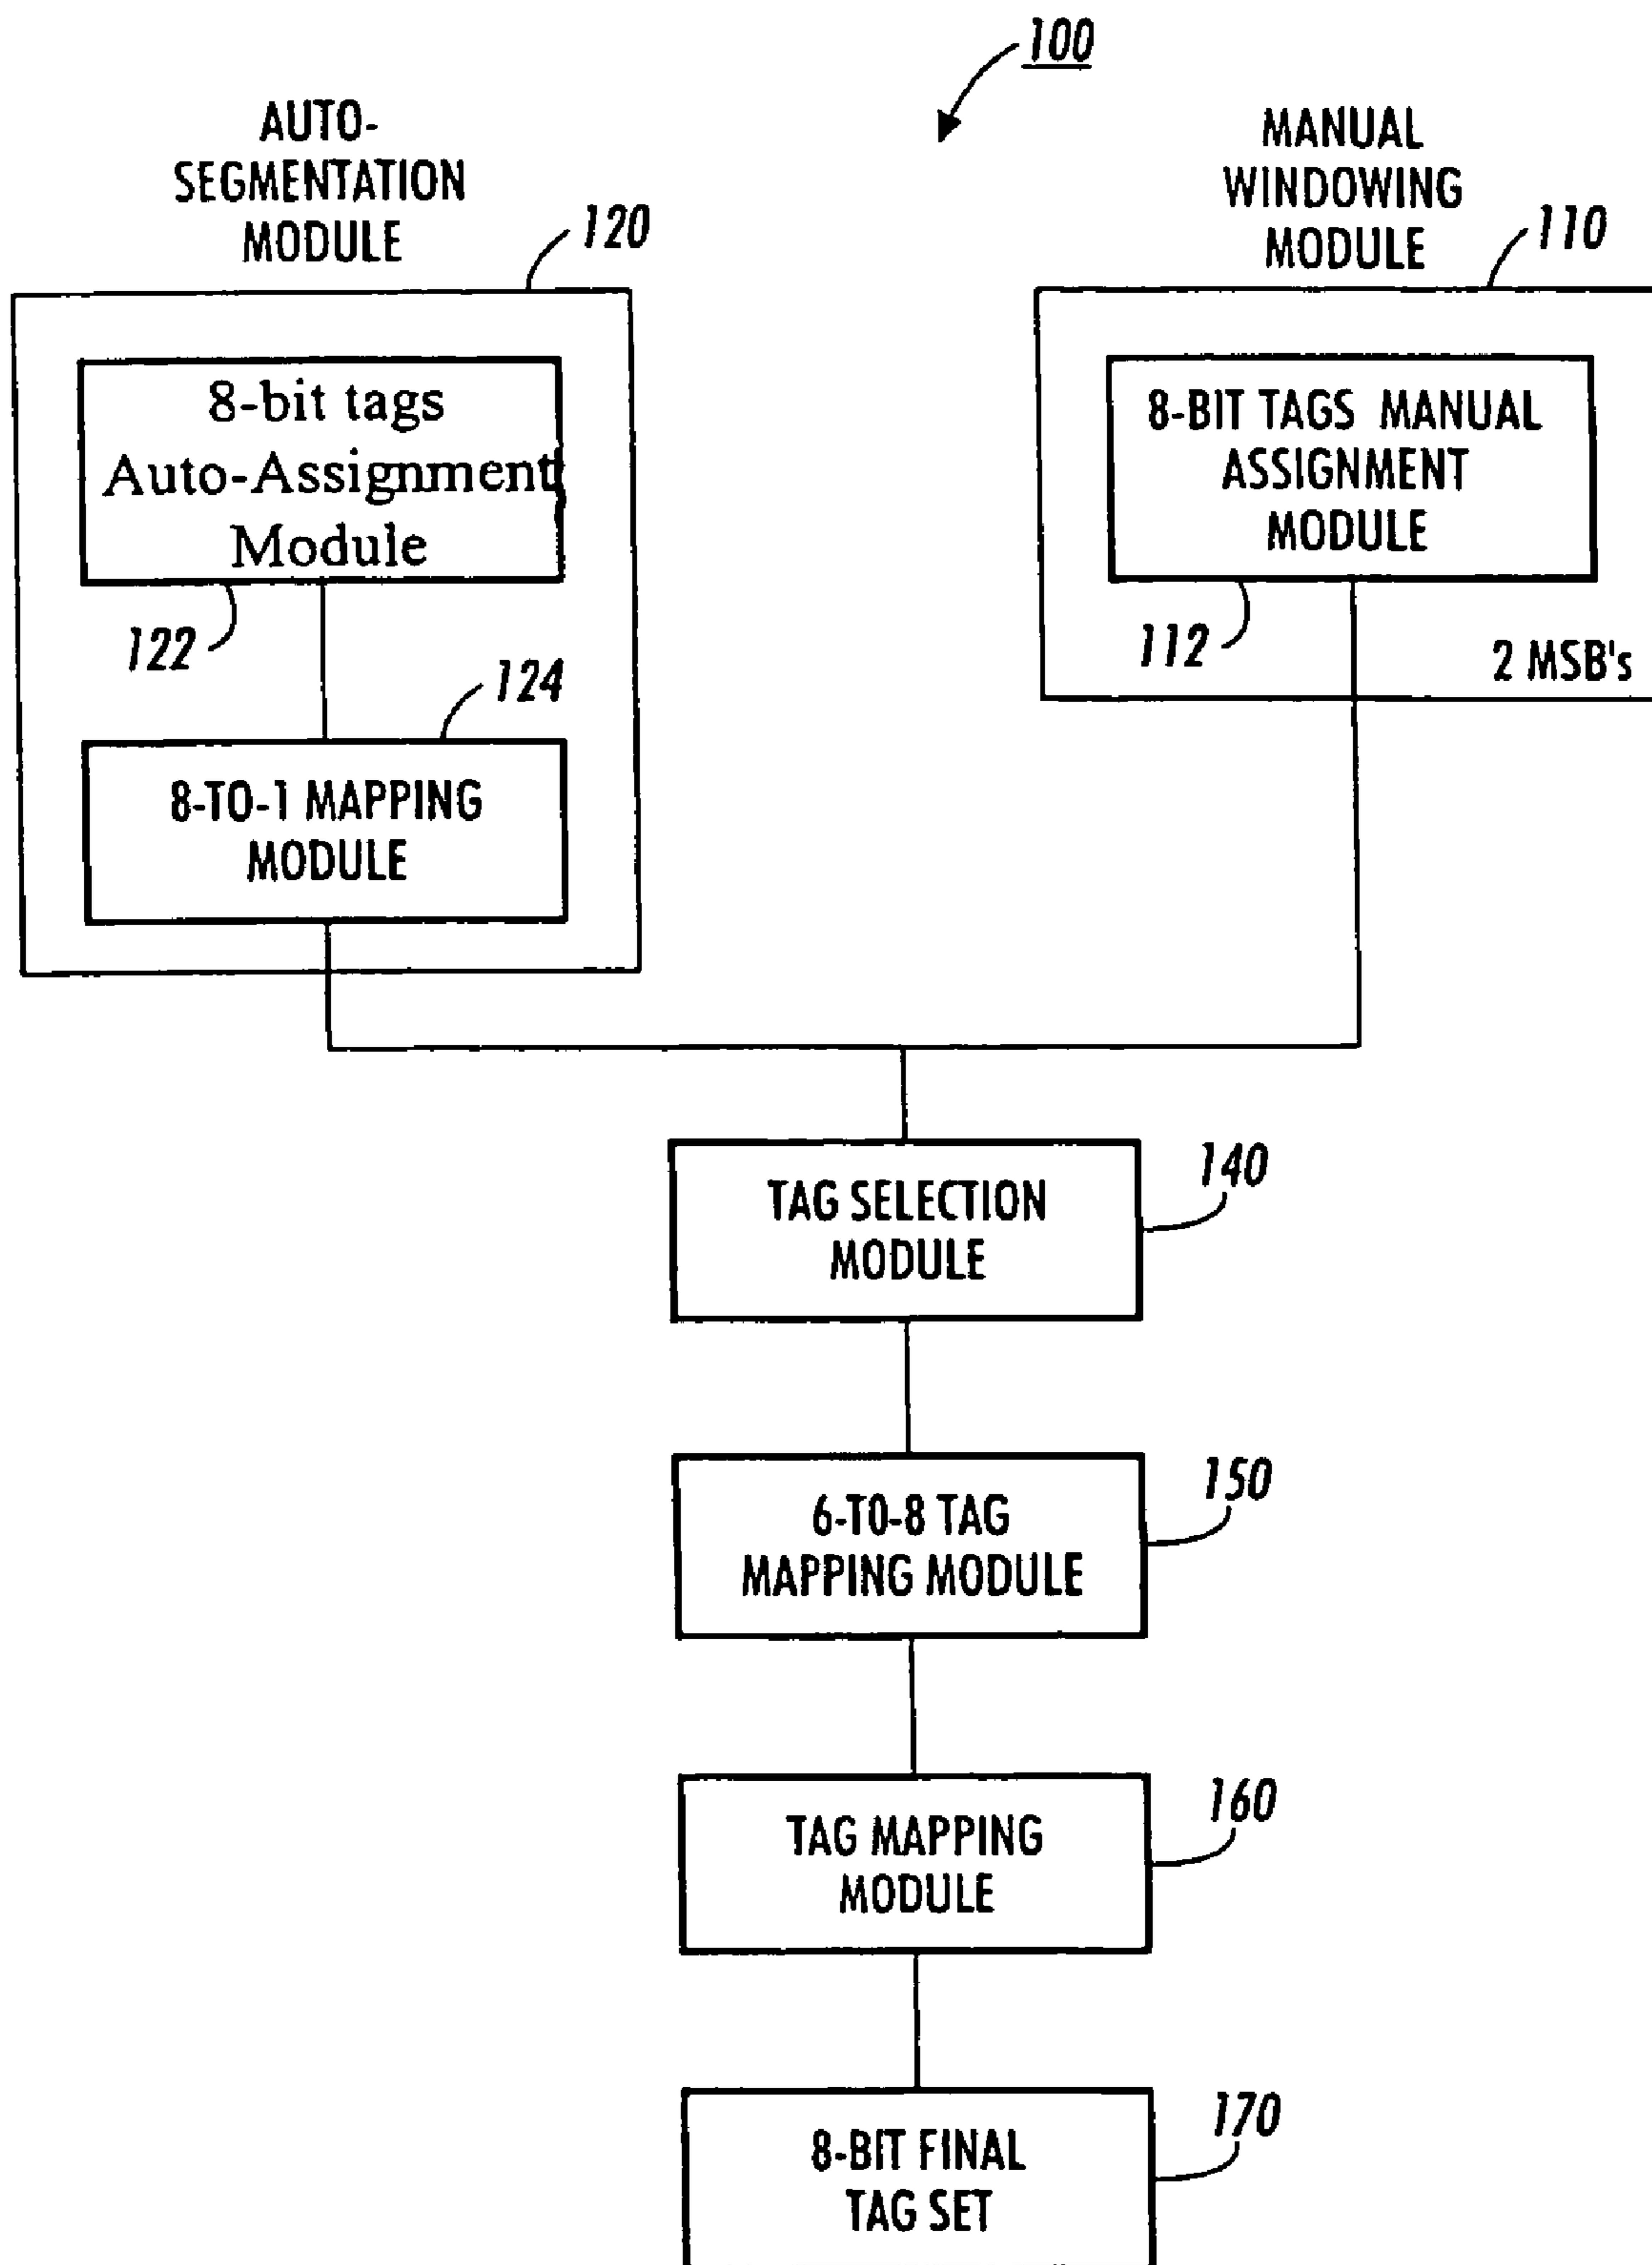 100
AUTO-
SEGMENTATION
MODULE
120
8-bit tags
Auto-Assignment
Module
122
124
8-TO-1 MAPPING
MODULE
MANUAL
WINDOWING
MODULE
110
8-BIT TAGS MANUAL
ASSIGNMENT
MODULE
112
2 MSB's
TAG SELECTION
MODULE
140
6-TO-8 TAG
MAPPING MODULE
150
TAG MAPPING
MODULE
160
8-BIT FINAL
TAG SET
170